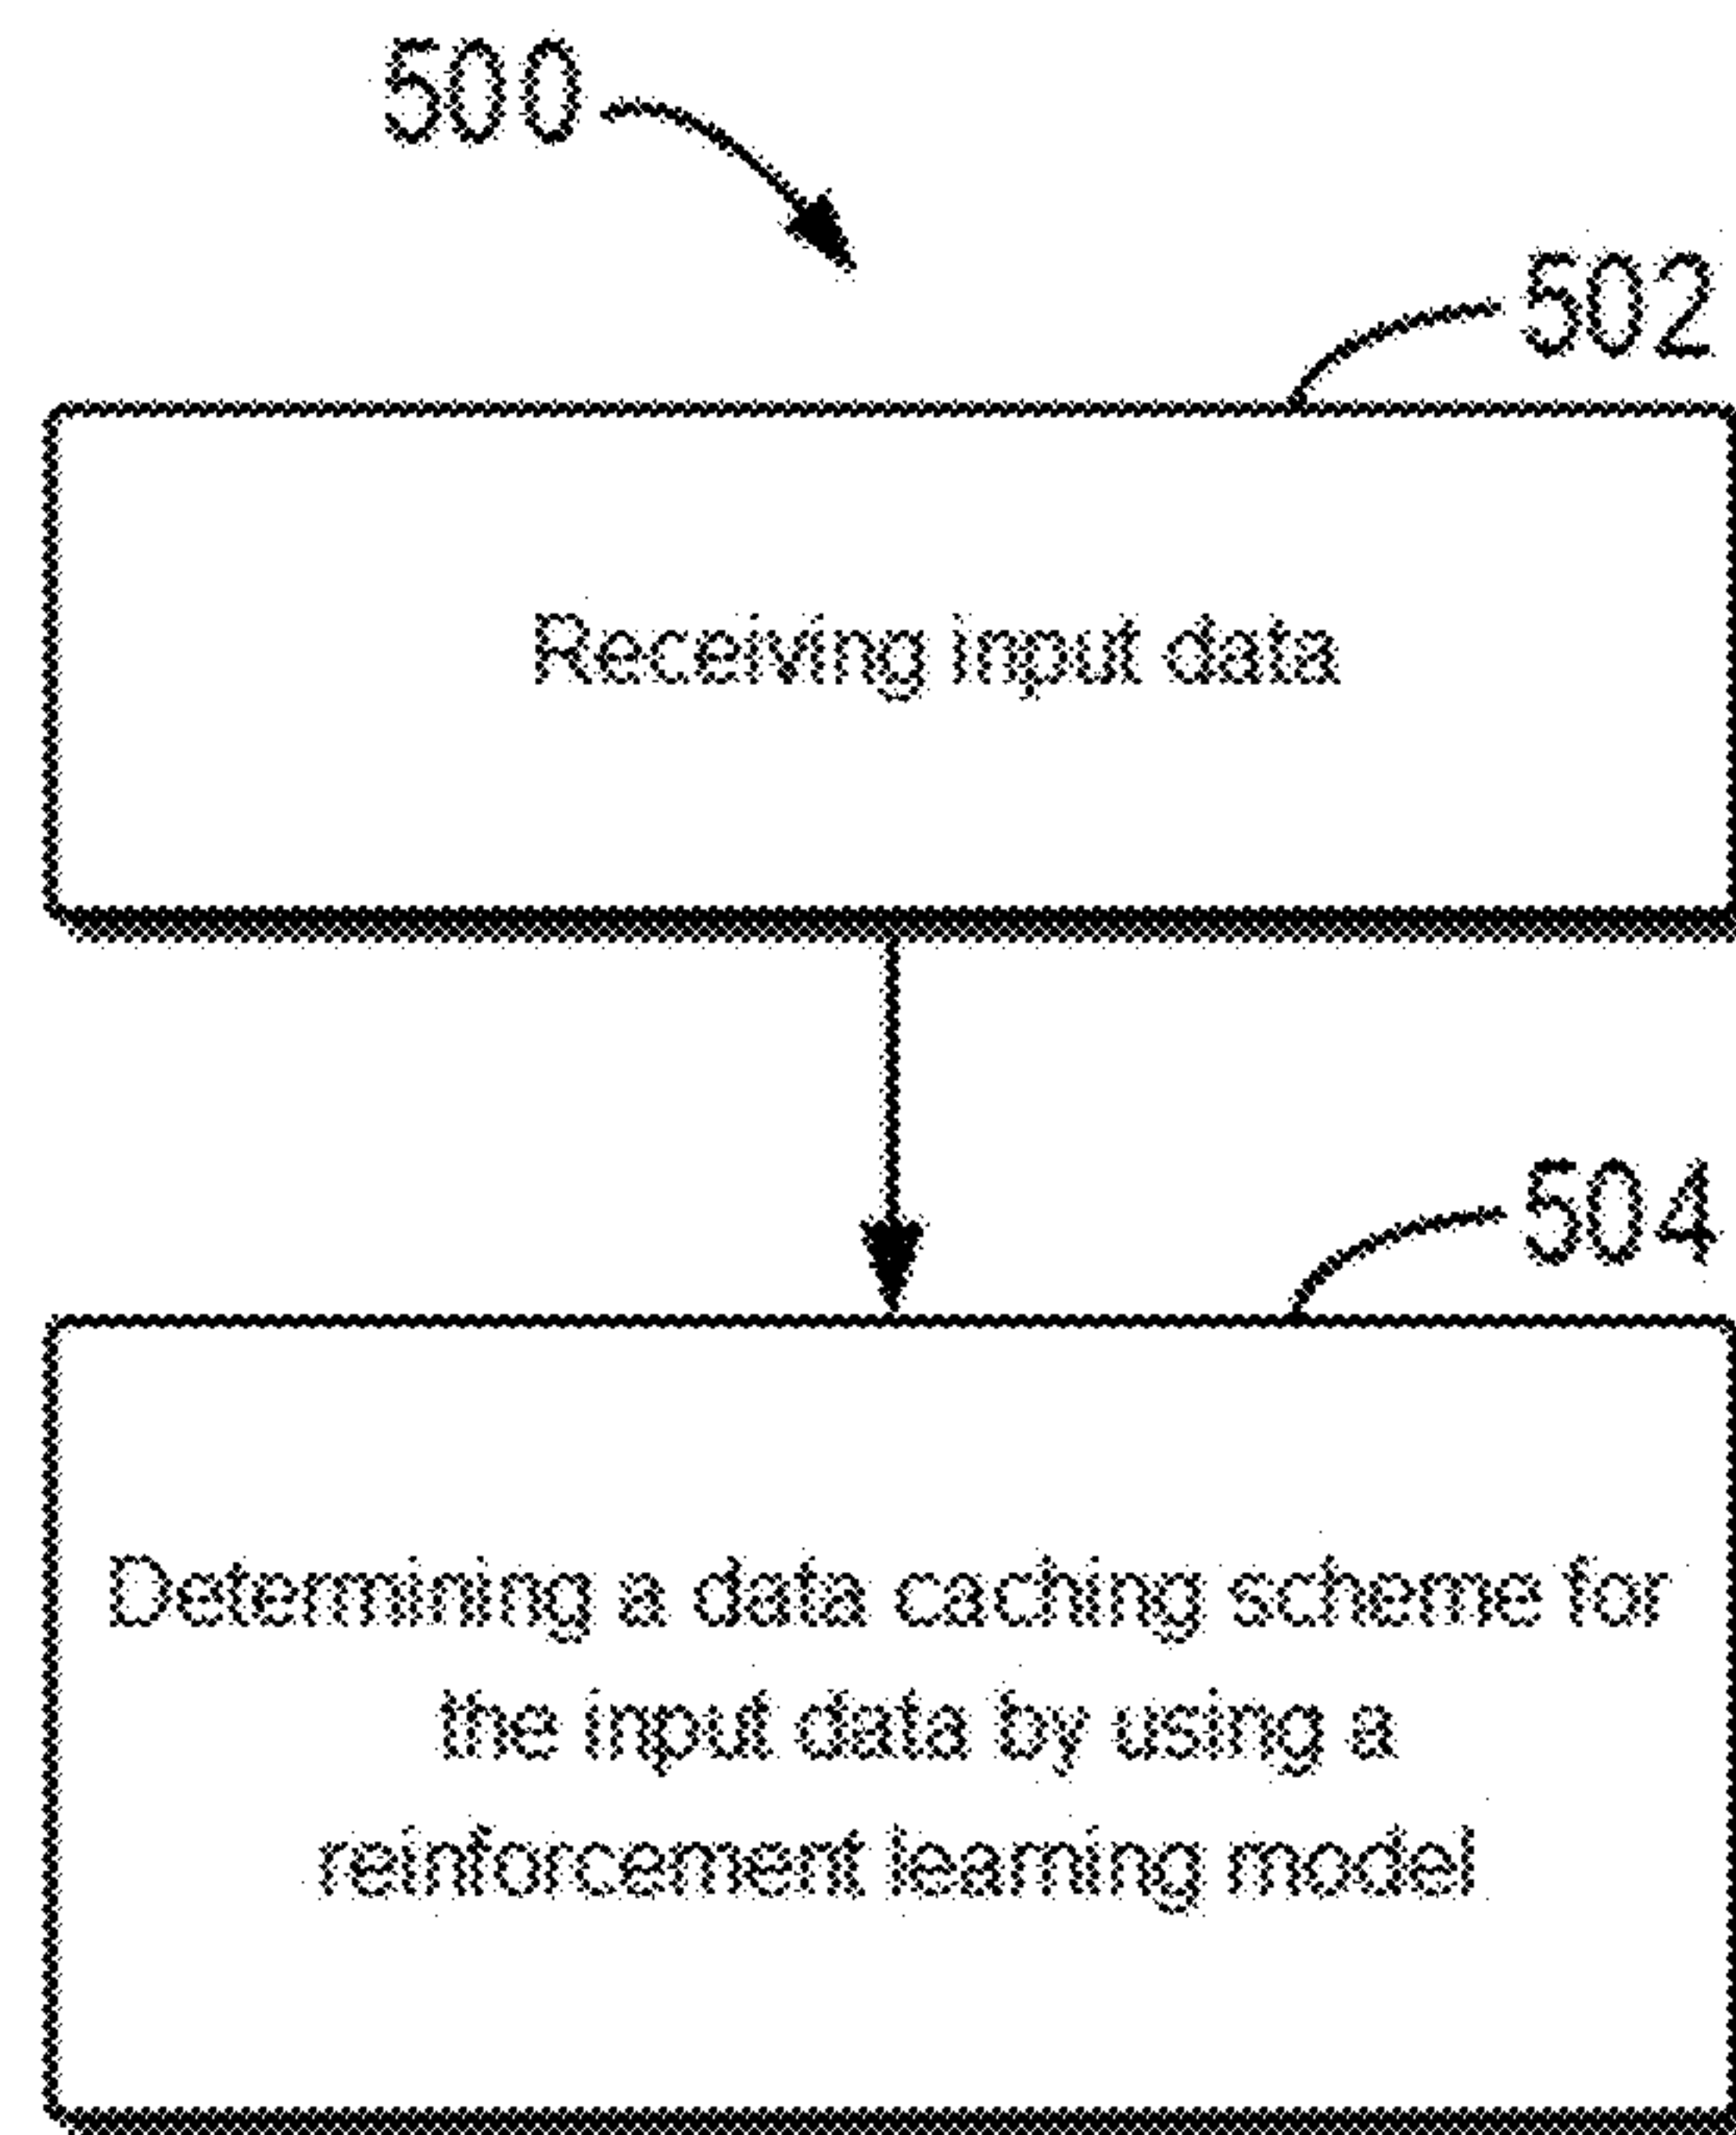 500
502
Receiving input data
504
Determining a data caching scheme for
the input data by using a
reinforcement learning model